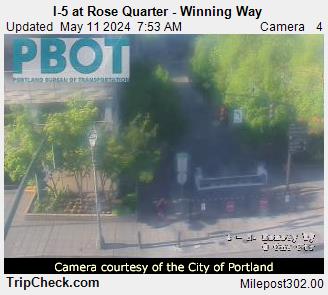 I-5 at Rose Quarter - Winning Way
Updated May 11 2024 7:53 AM Camera 4
PBOT
PORTLAND BUREAU OF TRANSPORTATION
Camera courtesy of the City of Portland
TripCheck.com Milepost302.00